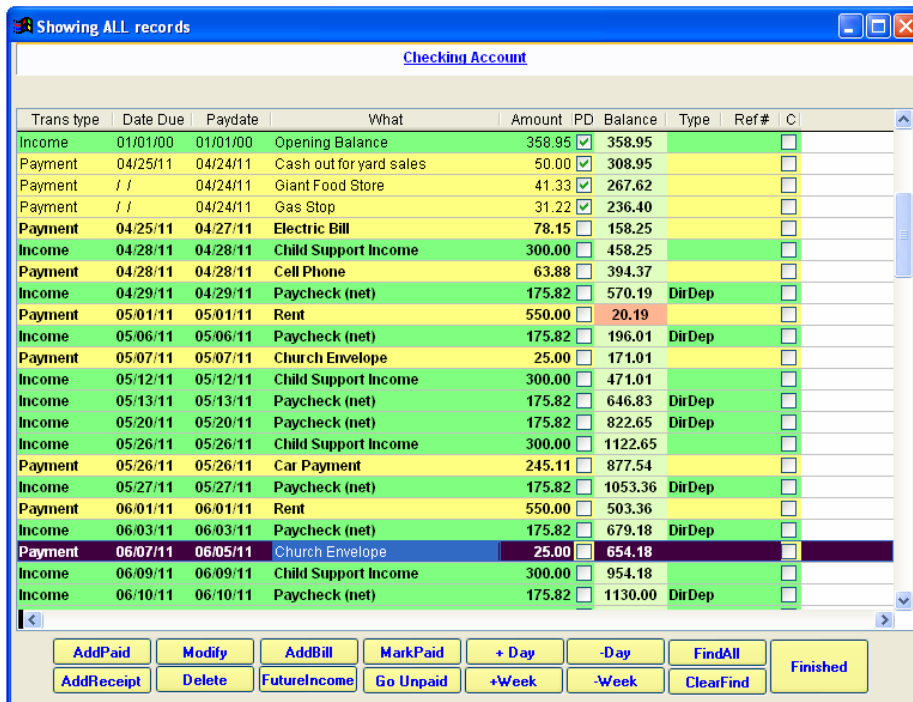 Showing ALL records
Checking Account
Trans type Date Due Paydate What Amount PD Balance Type Ref # C
Income 01/01/00 01/01/00 Opening Balance 358.95 358.95
Payment 04/25/11 04/24/11 Cash out for yard sales 50.00 308.95
Payment / / 04/24/11 Giant Food Store 41.33 267.62
Payment / / 04/24/11 Gas Stop 31.22 236.40
Payment 04/25/11 04/27/11 Electric Bill 78.15 158.25
Income 04/28/11 04/28/11 Child Support Income 300.00 458.25
Payment 04/28/11 04/28/11 Cell Phone 63.88 394.37
Income 04/29/11 04/29/11 Paycheck (net) 175.82 570.19 DirDep
Payment 05/01/11 05/01/11 Rent 550.00 20.19
Income 05/06/11 05/06/11 Paycheck (net) 175.82 196.01 DirDep
Payment 05/07/11 05/07/11 Church Envelope 25.00 171.01
Income 05/12/11 05/12/11 Child Support Income 300.00 471.01
Income 05/13/11 05/13/11 Paycheck (net) 175.82 646.83 DirDep
Income 05/20/11 05/20/11 Paycheck (net) 175.82 822.65 DirDep
Income 05/26/11 05/26/11 Child Support Income 300.00 1122.65
Payment 05/26/11 05/26/11 Car Payment 245.11 877.54
Income 05/27/11 05/27/11 Paycheck (net) 175.82 1053.36 DirDep
Payment 06/01/11 06/01/11 Rent 550.00 503.36
Income 06/03/11 06/03/11 Paycheck (net) 175.82 679.18 DirDep
Payment 06/07/11 06/05/11 Church Envelope 25.00 654.18
Income 06/09/11 06/09/11 Child Support Income 300.00 954.18
Income 06/10/11 06/10/11 Paycheck (net) 175.82 1130.00 DirDep
AddPaid Modify AddBill MarkPaid + Day -Day FindAll Finished
AddReceipt Delete FutureIncome Go Unpaid +Week -Week ClearFind